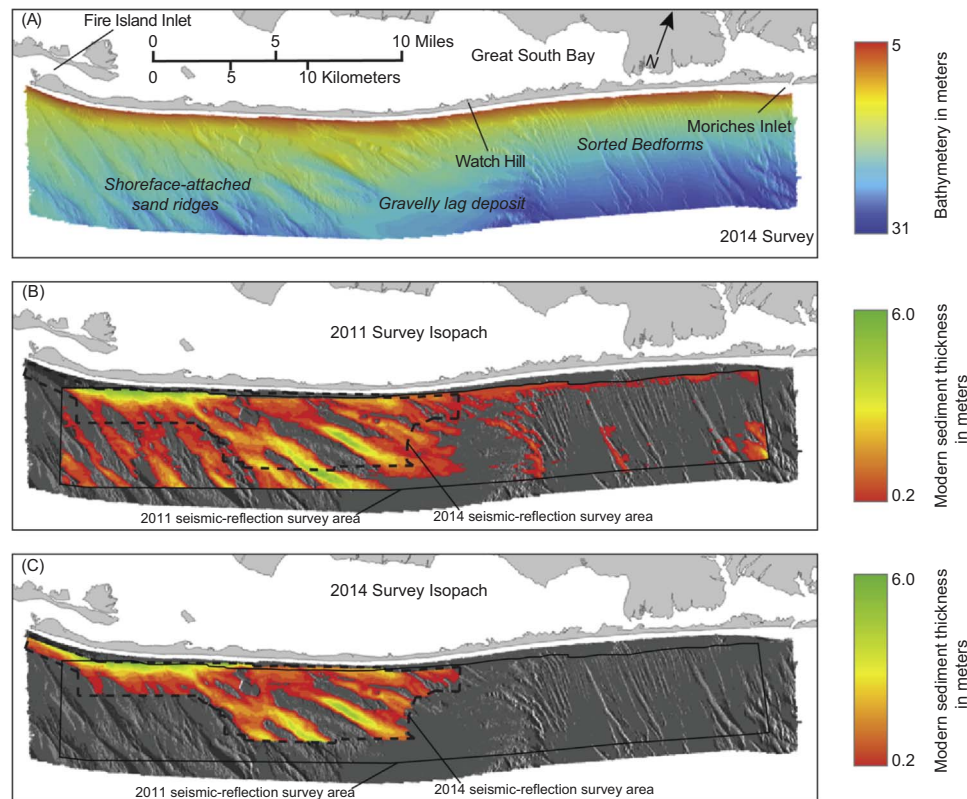 (A)
Fire Island Inlet
0 5 10 Miles
0 5 10 Kilometers
Great South Bay
N
Moriches Inlet
Watch Hill
Sorted Bedforms
Shoreface-attached
sand ridges
Gravelly lag deposit
2014 Survey
5
31
Bathymetery in meters
(B)
2011 Survey Isopach
2011 seismic-reflection survey area
2014 seismic-reflection survey area
6.0
0.2
Modern sediment thickness
in meters
(C)
2014 Survey Isopach
2011 seismic-reflection survey area
2014 seismic-reflection survey area
6.0
0.2
Modern sediment thickness
in meters